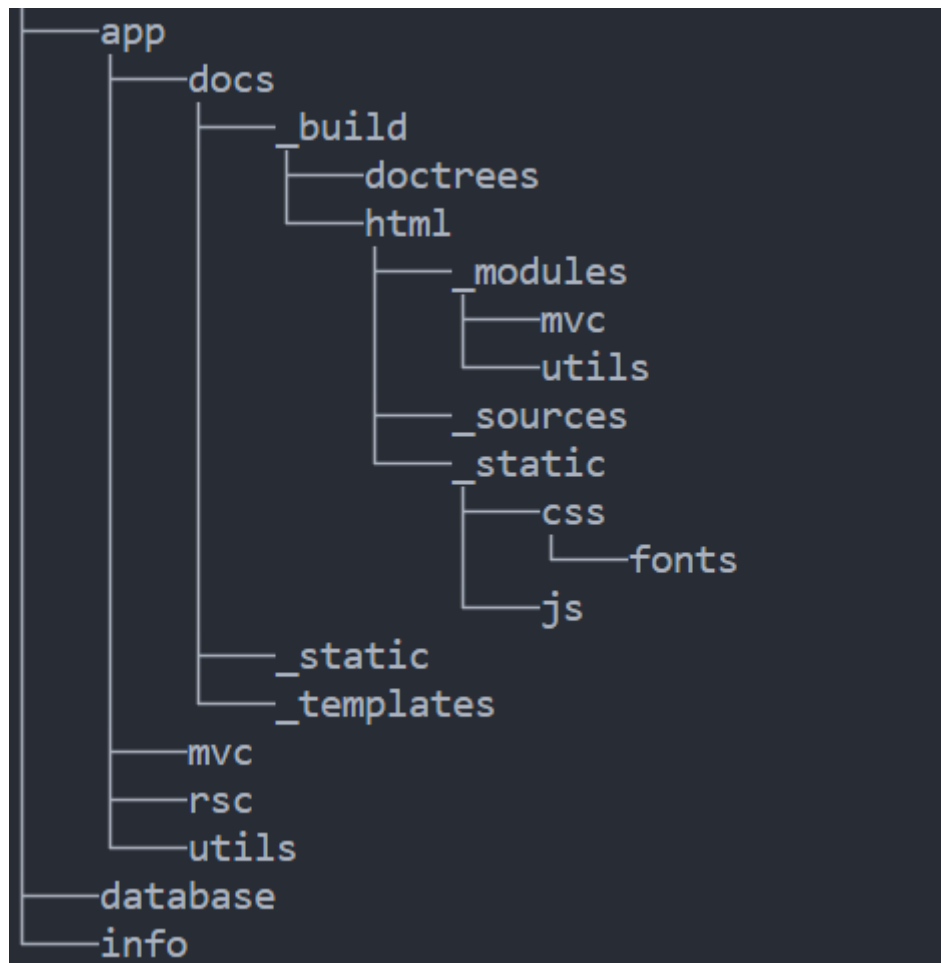 app
docs
_build
doctrees
html
_modules
mvc
utils
_sources
_static
css
fonts
js
_static
_templates
mvc
rsc
utils
database
info